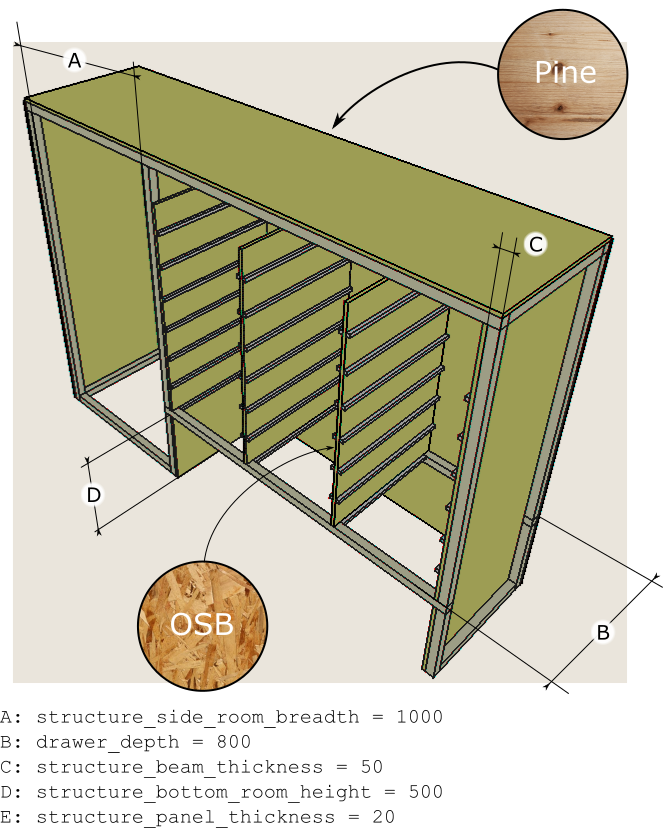 A
Pine
C
D
OSB
B
A: structure_side_room_breadth = 1000
B: drawer_depth = 800
C: structure_beam_thickness = 50
D: structure_bottom_room_height = 500
E: structure_panel_thickness = 20